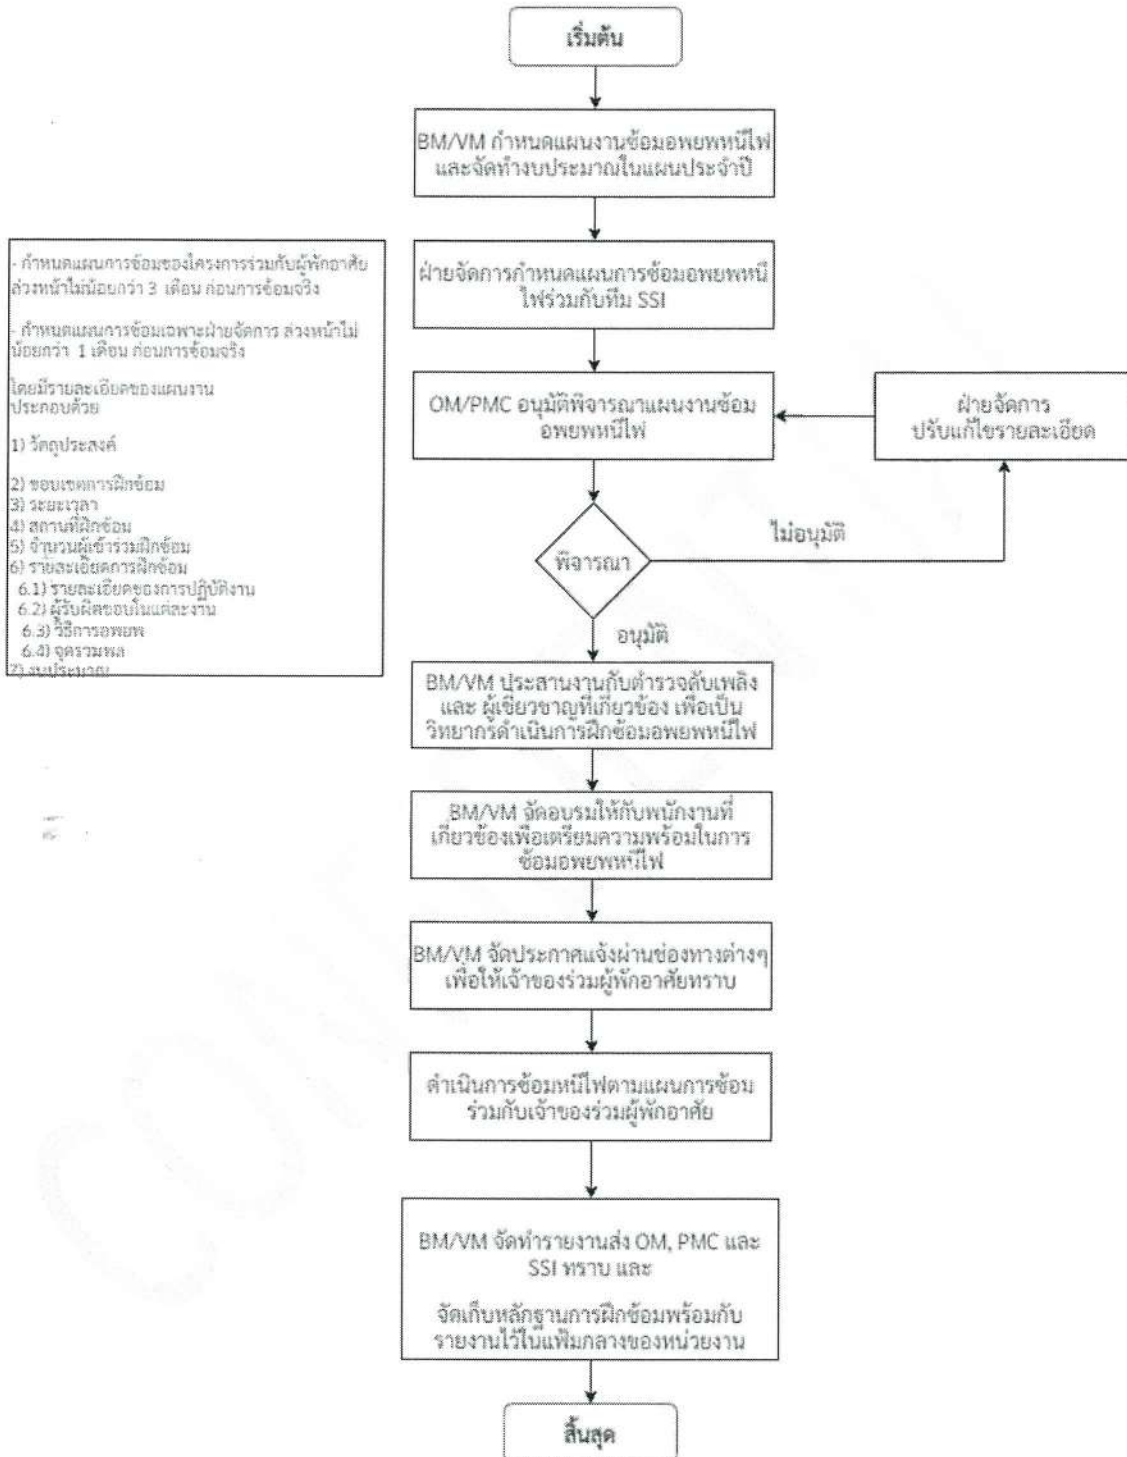 เริ่มต้น
BM/VM กำหนดแผนงานซ้อมอพยพหนีไฟ
และจัดทำงบประมาณในแผนประจำปี
- กำหนดแผนการซ้อมของโครงการร่วมกับผู้พักอาศัย
ล่วงหน้าไม่น้อยกว่า 3 เดือน ก่อนการซ้อมจริง
- กำหนดแผนการซ้อมเฉพาะฝ่ายจัดการ ล่วงหน้าไม่
น้อยกว่า 1 เดือน ก่อนการซ้อมจริง
โดยมีรายละเอียดของแผนงาน
ประกอบด้วย
1) วัตถุประสงค์
2) ขอบเขตการฝึกซ้อม
3) ระยะเวลา
4) สถานที่ฝึกซ้อม
5) จำนวนผู้เข้าร่วมฝึกซ้อม
6) รายละเอียดการฝึกซ้อม
6.1) รายละเอียดของการปฏิบัติงาน
6.2) ผู้รับผิดชอบในแต่ละงาน
6.3) วิธีการอพยพ
6.4) จุดรวมพล
7) งบประมาณ
ฝ่ายจัดการกำหนดแผนการซ้อมอพยพหนี
ไฟร่วมกับทีม SSI
OM/PMC อนุมัติพิจารณาแผนงานซ้อม
อพยพหนีไฟ
ฝ่ายจัดการ
ปรับแก้ไขรายละเอียด
พิจารณา
ไม่อนุมัติ
อนุมัติ
BM/VM ประสานงานกับตำรวจดับเพลิง
และ ผู้เชี่ยวชาญที่เกี่ยวข้อง เพื่อเป็น
วิทยากรดำเนินการฝึกซ้อมอพยพหนีไฟ
BM/VM จัดอบรมให้กับพนักงานที่
เกี่ยวข้องเพื่อเตรียมความพร้อมในการ
ซ้อมอพยพหนีไฟ
BM/VM จัดประกาศแจ้งผ่านช่องทางต่างๆ
เพื่อให้เจ้าของร่วมผู้พักอาศัยทราบ
ดำเนินการซ้อมหนีไฟตามแผนการซ้อม
ร่วมกับเจ้าของร่วมผู้พักอาศัย
BM/VM จัดทำรายงานส่ง OM, PMC และ
SSI ทราบ และ
จัดเก็บหลักฐานการฝึกซ้อมพร้อมกับ
รายงานไว้ในแฟ้มกลางของหน่วยงาน
สิ้นสุด